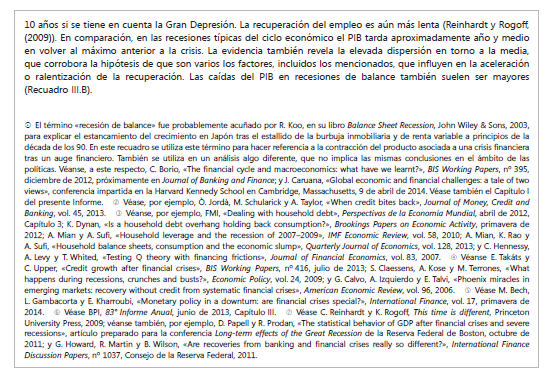 10 años si se tiene en cuenta la Gran Depresión. La recuperación del empleo es aún más lenta (Reinhardt y Rogoff,
(2009)). En comparación, en las recesiones típicas del ciclo económico el PIB tarda aproximadamente año y medio
en volver al máximo anterior a la crisis. La evidencia también revela la elevada dispersión en torno a la media,
que corrobora la hipótesis de que son varios los factores, incluidos los mencionados, que influyen en la aceleración
o ralentización de la recuperación. Las caídas del PIB en recesiones de balance también suelen ser mayores
(Recuadro III.B).
① El término «recesión de balance» fue probablemente acuñado por R. Koo, en su libro Balance Sheet Recession, John Wiley & Sons, 2003,
para explicar el estancamiento del crecimiento en Japón tras el estallido de la burbuja inmobiliaria y de renta variable a principios de la
década de los 90. En este recuadro se utiliza este término para hacer referencia a la contracción del producto asociada a una crisis financiera
tras un auge financiero. También se utiliza en un análisis algo diferente, que no implica las mismas conclusiones en el ámbito de las
políticas. Véanse, a este respecto, C. Borio, «The financial cycle and macroeconomics: what have we learnt?», BIS Working Papers, nº 395,
diciembre de 2012, próximamente en Journal of Banking and Finance; y J. Caruana, «Global economic and financial challenges: a tale of two
views», conferencia impartida en la Harvard Kennedy School en Cambridge, Massachusetts, 9 de abril de 2014. Véase también el Capítulo I
del presente Informe. ② Véase, por ejemplo, Ò. Jordà, M. Schularick y A. Taylor, «When credit bites back», Journal of Money, Credit and
Banking, vol. 45, 2013. ③ Véanse, por ejemplo, FMI, «Dealing with household debt», Perspectivas de la Economía Mundial, abril de 2012,
Capítulo 3; K. Dynan, «Is a household debt overhang holding back consumption?», Brookings Papers on Economic Activity, primavera de
2012; A. Mian y A. Sufi, «Household leverage and the recession of 2007–2009», IMF Economic Review, vol. 58, 2010; A. Mian, K. Rao y
A. Sufi, «Household balance sheets, consumption and the economic slump», Quarterly Journal of Economics, vol. 128, 2013; y C. Hennessy,
A. Levy y T. Whited, «Testing Q theory with financing frictions», Journal of Financial Economics, vol. 83, 2007. ④ Véanse E. Takáts y
C. Upper, «Credit growth after financial crises», BIS Working Papers, nº 416, julio de 2013; S. Claessens, A. Kose y M. Terrones, «What
happens during recessions, crunches and busts?», Economic Policy, vol. 24, 2009; y G. Calvo, A. Izquierdo y E. Talvi, «Phoenix miracles in
emerging markets: recovery without credit from systematic financial crises», American Economic Review, vol. 96, 2006. ⑤ Véanse M. Bech,
L. Gambacorta y E. Kharroubi, «Monetary policy in a downturn: are financial crises special?», International Finance, vol. 17, primavera de
2014. ⑥ Véase BPI, 83º Informe Anual, junio de 2013, Capítulo III. ⑦ Véase C. Reinhardt y K. Rogoff, This time is different, Princeton
University Press, 2009; véanse también, por ejemplo, D. Papell y R. Prodan, «The statistical behavior of GDP after financial crises and severe
recessions», artículo preparado para la conferencia Long-term effects of the Great Recession de la Reserva Federal de Boston, octubre de
2011; y G. Howard, R. Martin y B. Wilson, «Are recoveries from banking and financial crises really so different?», International Finance
Discussion Papers, nº 1037, Consejo de la Reserva Federal, 2011.